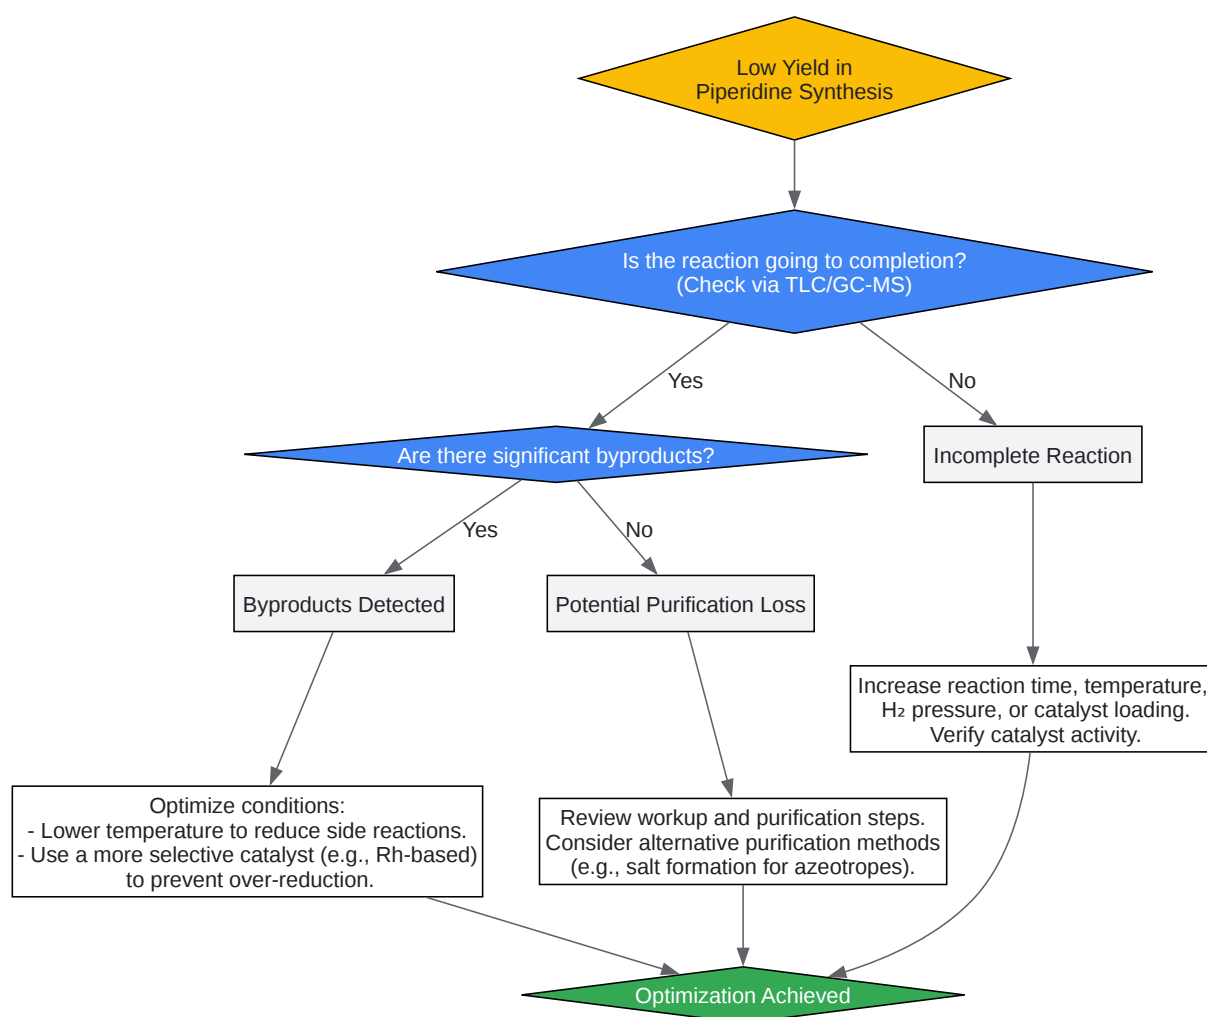 Low Yield in
Piperidine Synthesis
Is the reaction going to completion?
(Check via TLC/GC-MS)
Yes
No
Are there significant byproducts?
Incomplete Reaction
Yes
No
Byproducts Detected
Potential Purification Loss
Increase reaction time, temperature,
H₂ pressure, or catalyst loading.
Verify catalyst activity.
Optimize conditions:
- Lower temperature to reduce side reactions.
- Use a more selective catalyst (e.g., Rh-based)
to prevent over-reduction.
Review workup and purification steps.
Consider alternative purification methods
(e.g., salt formation for azeotropes).
Optimization Achieved